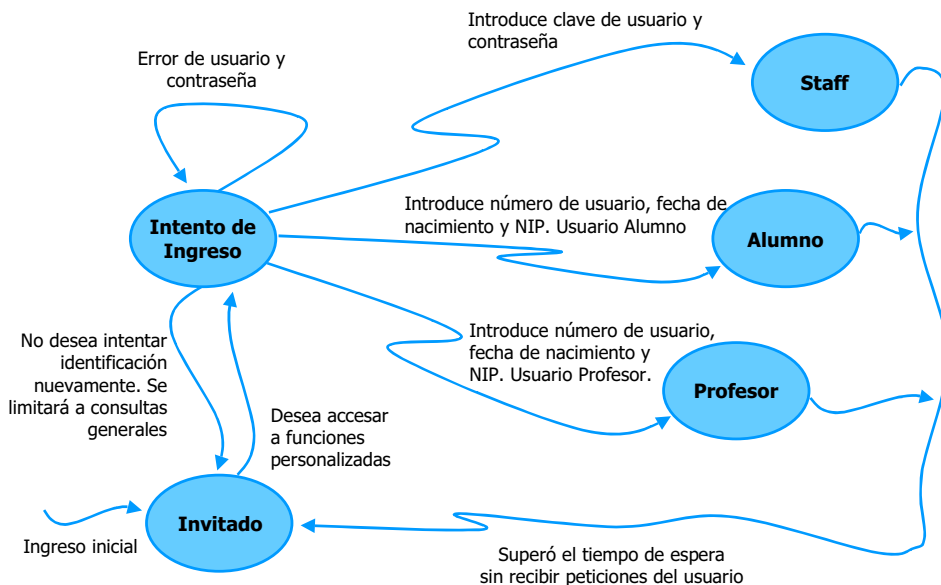 Introduce clave de usuario y
contraseña
Error de usuario y
contraseña
Staff
Intento de
Ingreso
Introduce número de usuario, fecha de
nacimiento y NIP. Usuario Alumno
Alumno
No desea intentar
identificación
nuevamente. Se
limitará a consultas
generales
Introduce número de usuario,
fecha de nacimiento y
NIP. Usuario Profesor.
Profesor
Desea accesar
a funciones
personalizadas
Invitado
Ingreso inicial
Superó el tiempo de espera
sin recibir peticiones del usuario